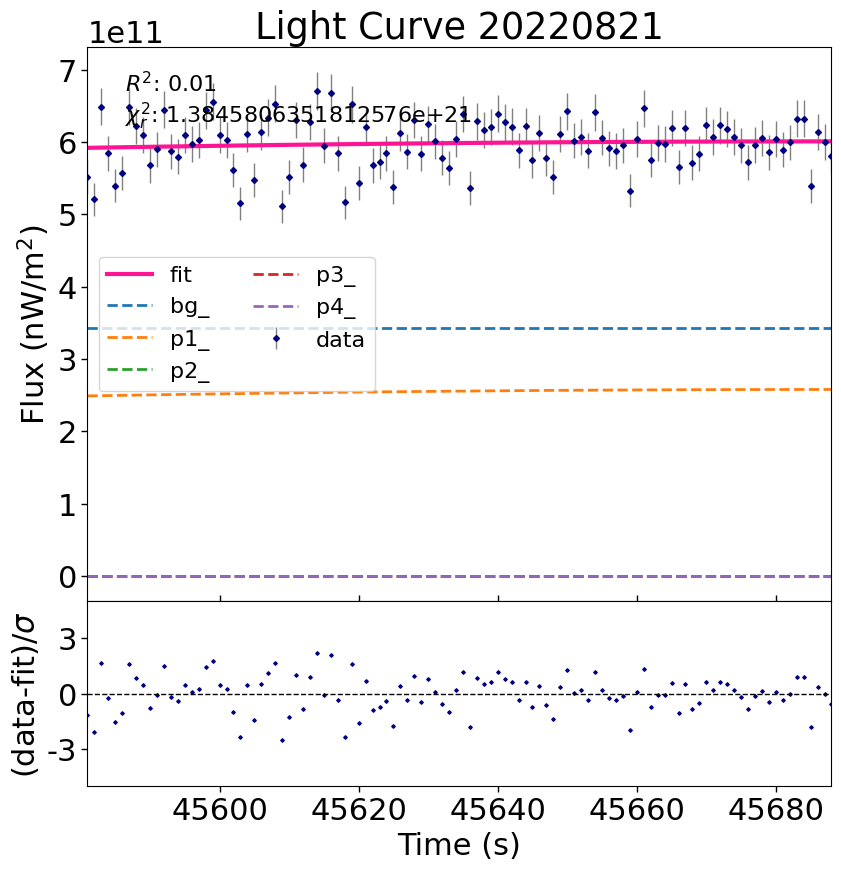 Light Curve 20220821
1e11
R²: 0.01
χ²ᵣ: 1.3845806351812576e+21
7
6
5
4
3
2
1
0
Flux (nW/m²)
fit
bg_
p1_
p2_
p3_
p4_
data
3
0
-3
(data-fit)/σ
45600 45620 45640 45660 45680
Time (s)